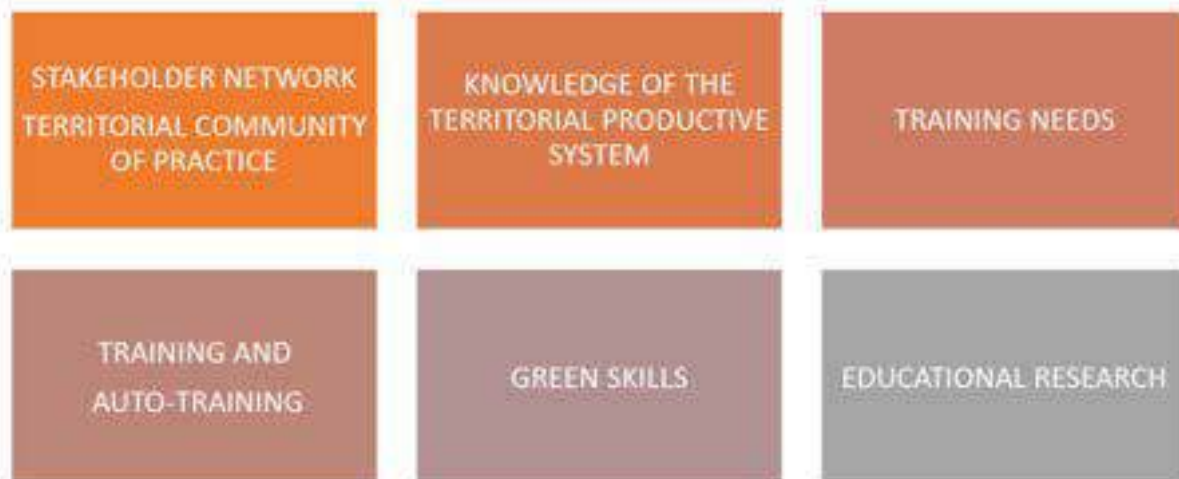 STAKEHOLDER NETWORK
TERRITORIAL COMMUNITY
OF PRACTICE
KNOWLEDGE OF THE
TERRITORIAL PRODUCTIVE
SYSTEM
TRAINING NEEDS
TRAINING AND
AUTO-TRAINING
GREEN SKILLS
EDUCATIONAL RESEARCH